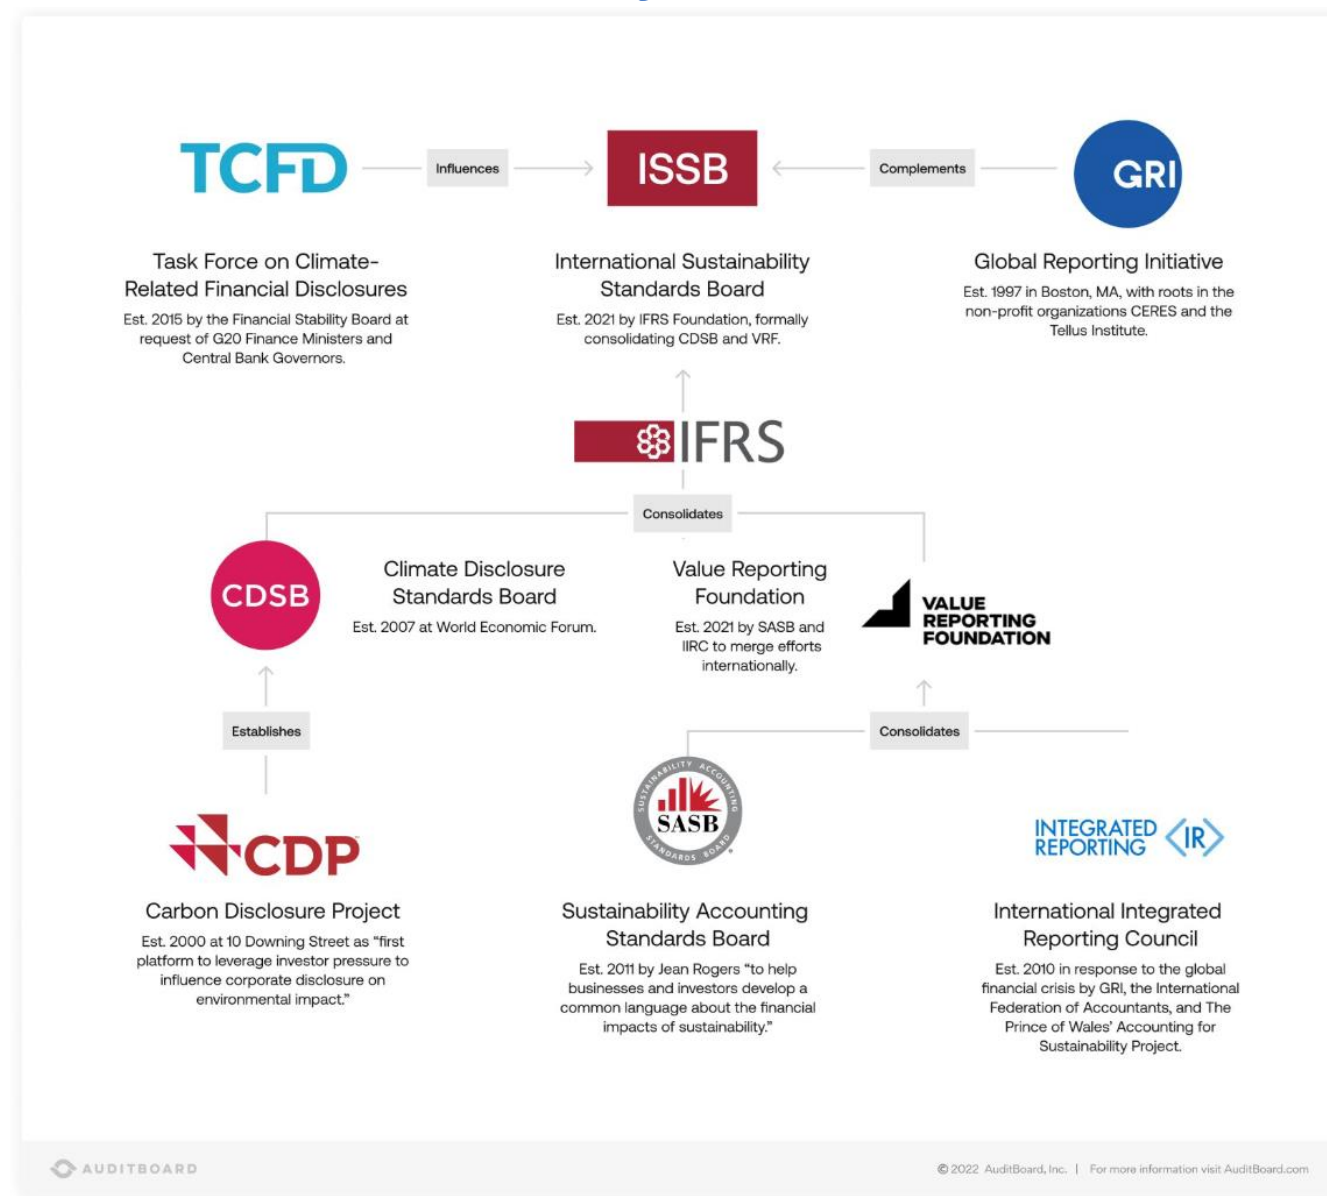 TCFD
Influences
ISSB
Complements
GRI
Task Force on Climate-
Related Financial Disclosures
Est. 2015 by the Financial Stability Board at
request of G20 Finance Ministers and
Central Bank Governors.
International Sustainability
Standards Board
Est. 2021 by IFRS Foundation, formally
consolidating CDSB and VRF.
Global Reporting Initiative
Est. 1997 in Boston, MA, with roots in the
non-profit organizations CERES and the
Tellus Institute.
IFRS
Consolidates
CDSB
Climate Disclosure
Standards Board
Est. 2007 at World Economic Forum.
Value Reporting
Foundation
Est. 2021 by SASB and
IIRC to merge efforts
internationally.
VALUE
REPORTING
FOUNDATION
Establishes
Consolidates
CDP
SUSTAINABILITY ACCOUNTING
SASB
STANDARDS BOARD
INTEGRATED
REPORTING
<IR>
Carbon Disclosure Project
Est. 2000 at 10 Downing Street as “first
platform to leverage investor pressure to
influence corporate disclosure on
environmental impact.”
Sustainability Accounting
Standards Board
Est. 2011 by Jean Rogers “to help
businesses and investors develop a
common language about the financial
impacts of sustainability.”
International Integrated
Reporting Council
Est. 2010 in response to the global
financial crisis by GRI, the International
Federation of Accountants, and The
Prince of Wales’ Accounting for
Sustainability Project.
AUDITBOARD
© 2022 AuditBoard, Inc. | For more information visit AuditBoard.com